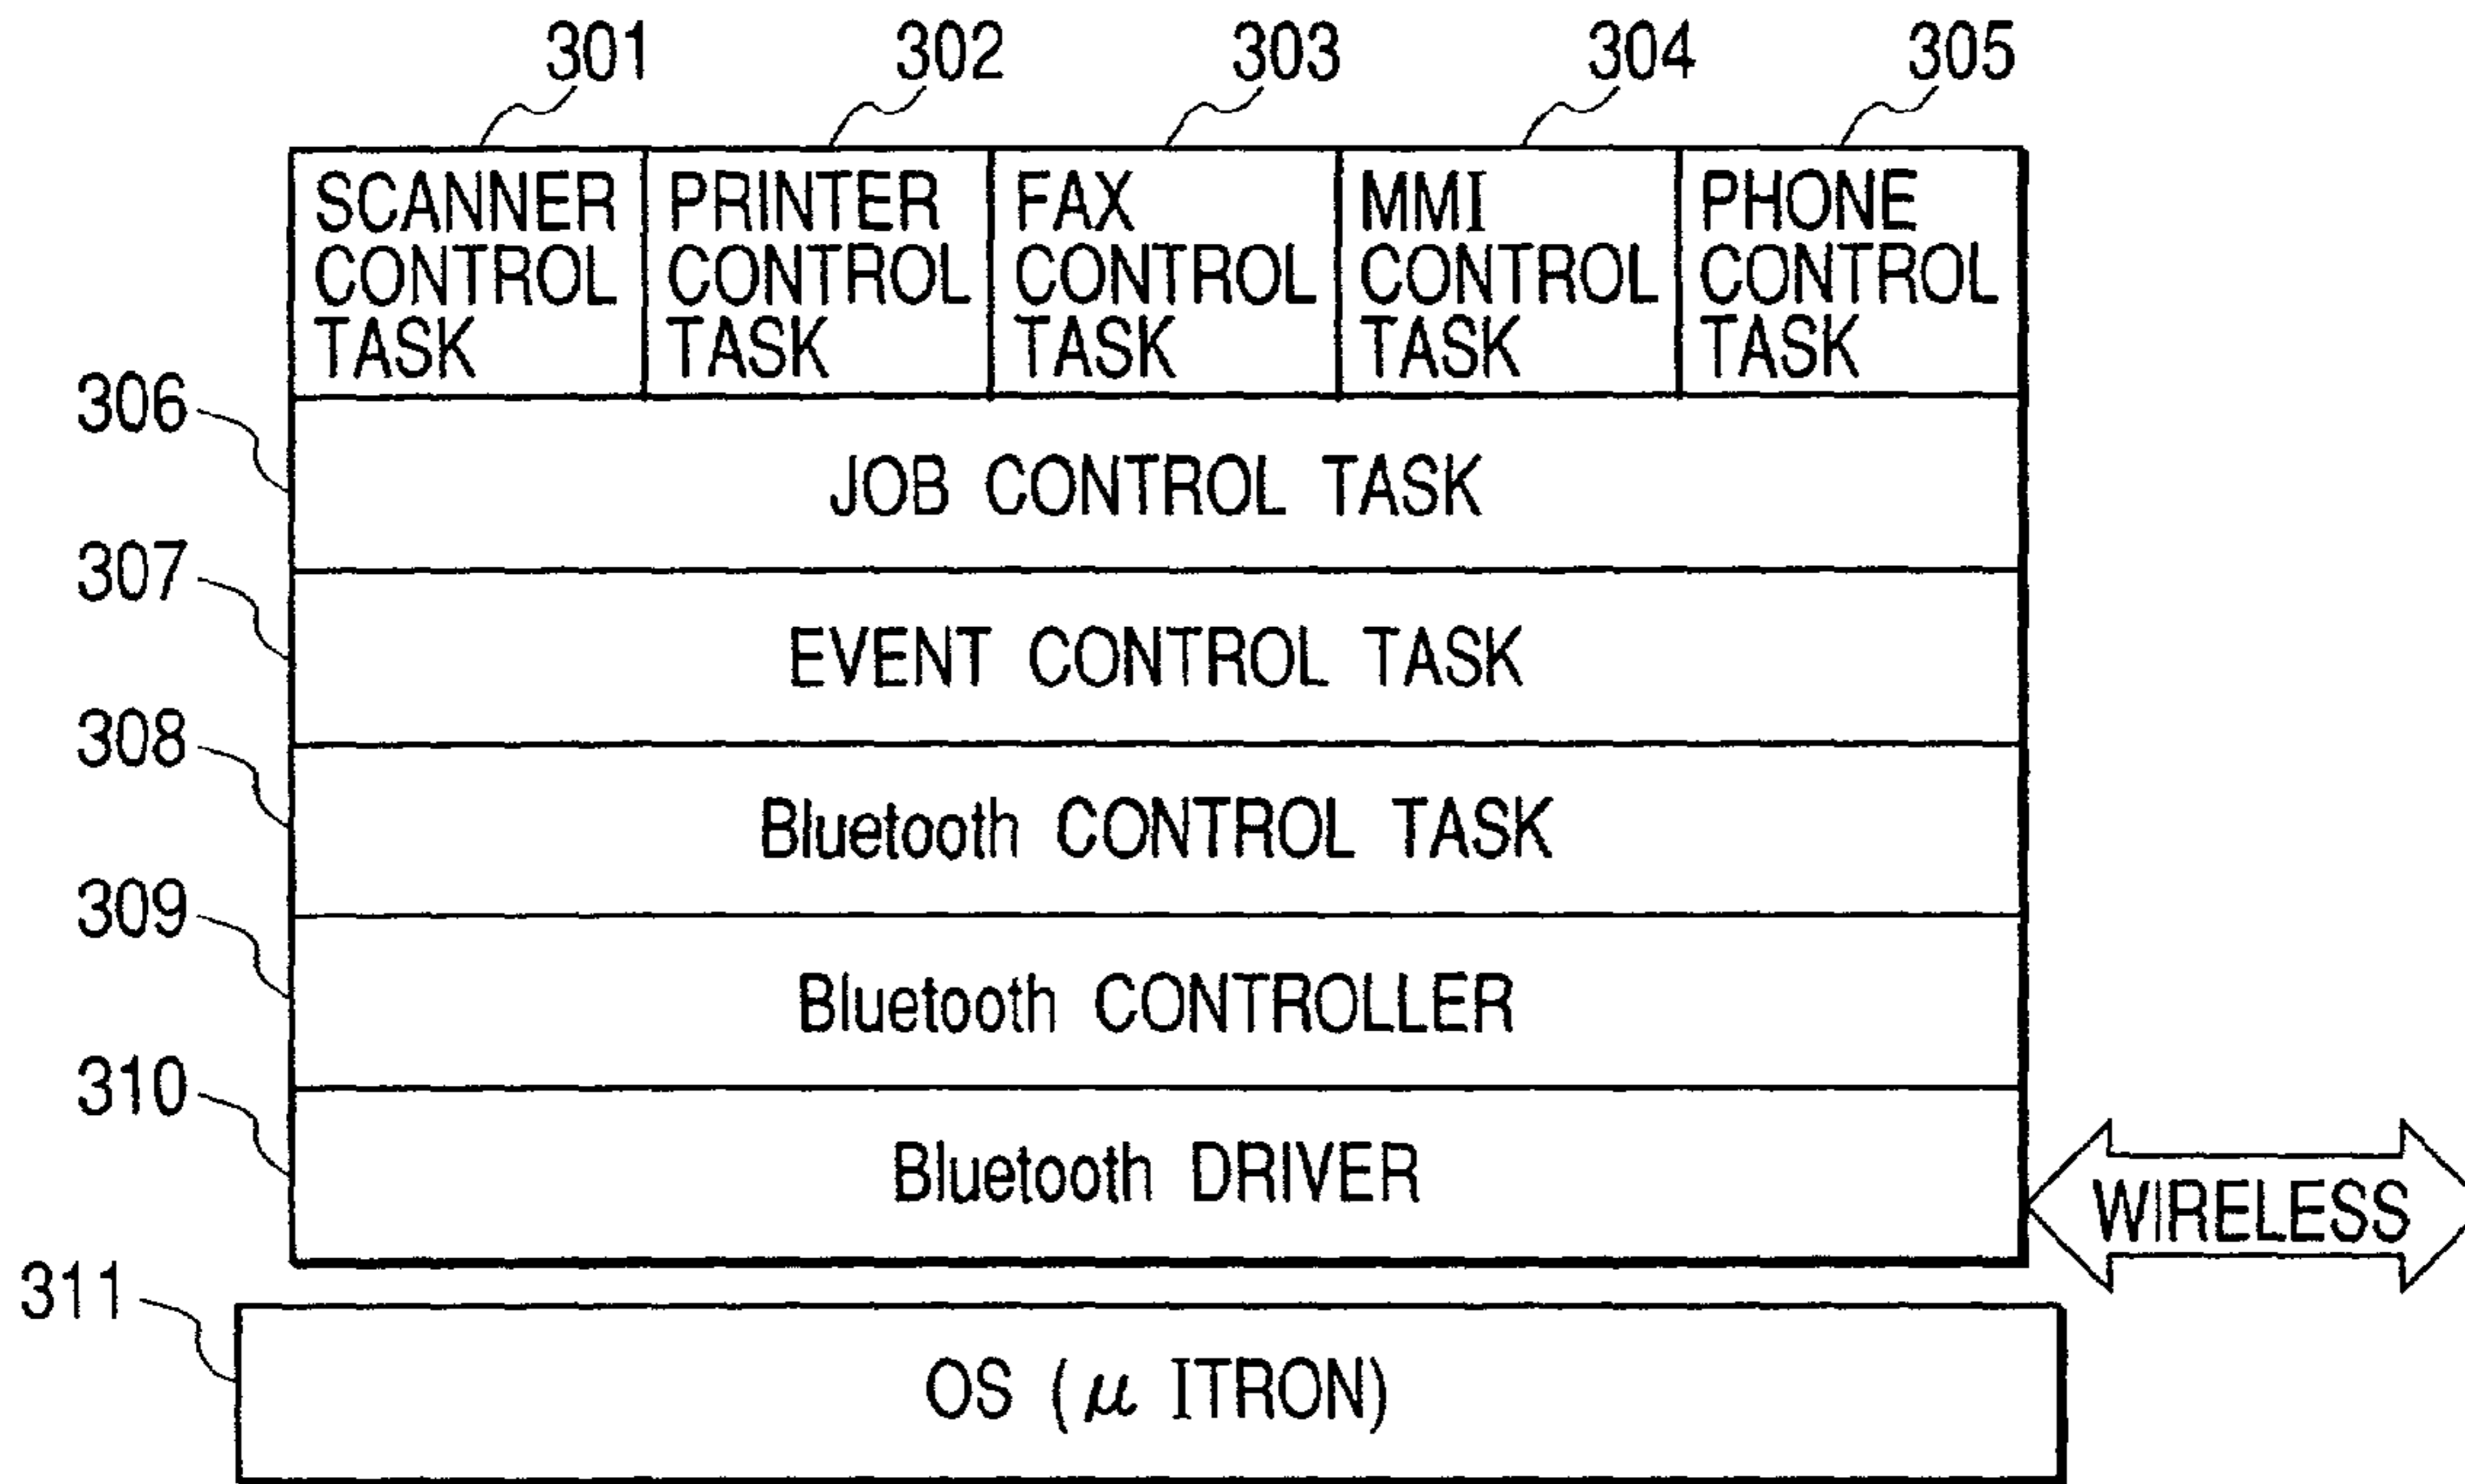 301
302
303
304
305
SCANNER
CONTROL
TASK
PRINTER
CONTROL
TASK
FAX
CONTROL
TASK
MMI
CONTROL
TASK
PHONE
CONTROL
TASK
306
JOB CONTROL TASK
307
EVENT CONTROL TASK
308
Bluetooth CONTROL TASK
309
Bluetooth CONTROLLER
310
Bluetooth DRIVER
WIRELESS
311
OS (μ ITRON)